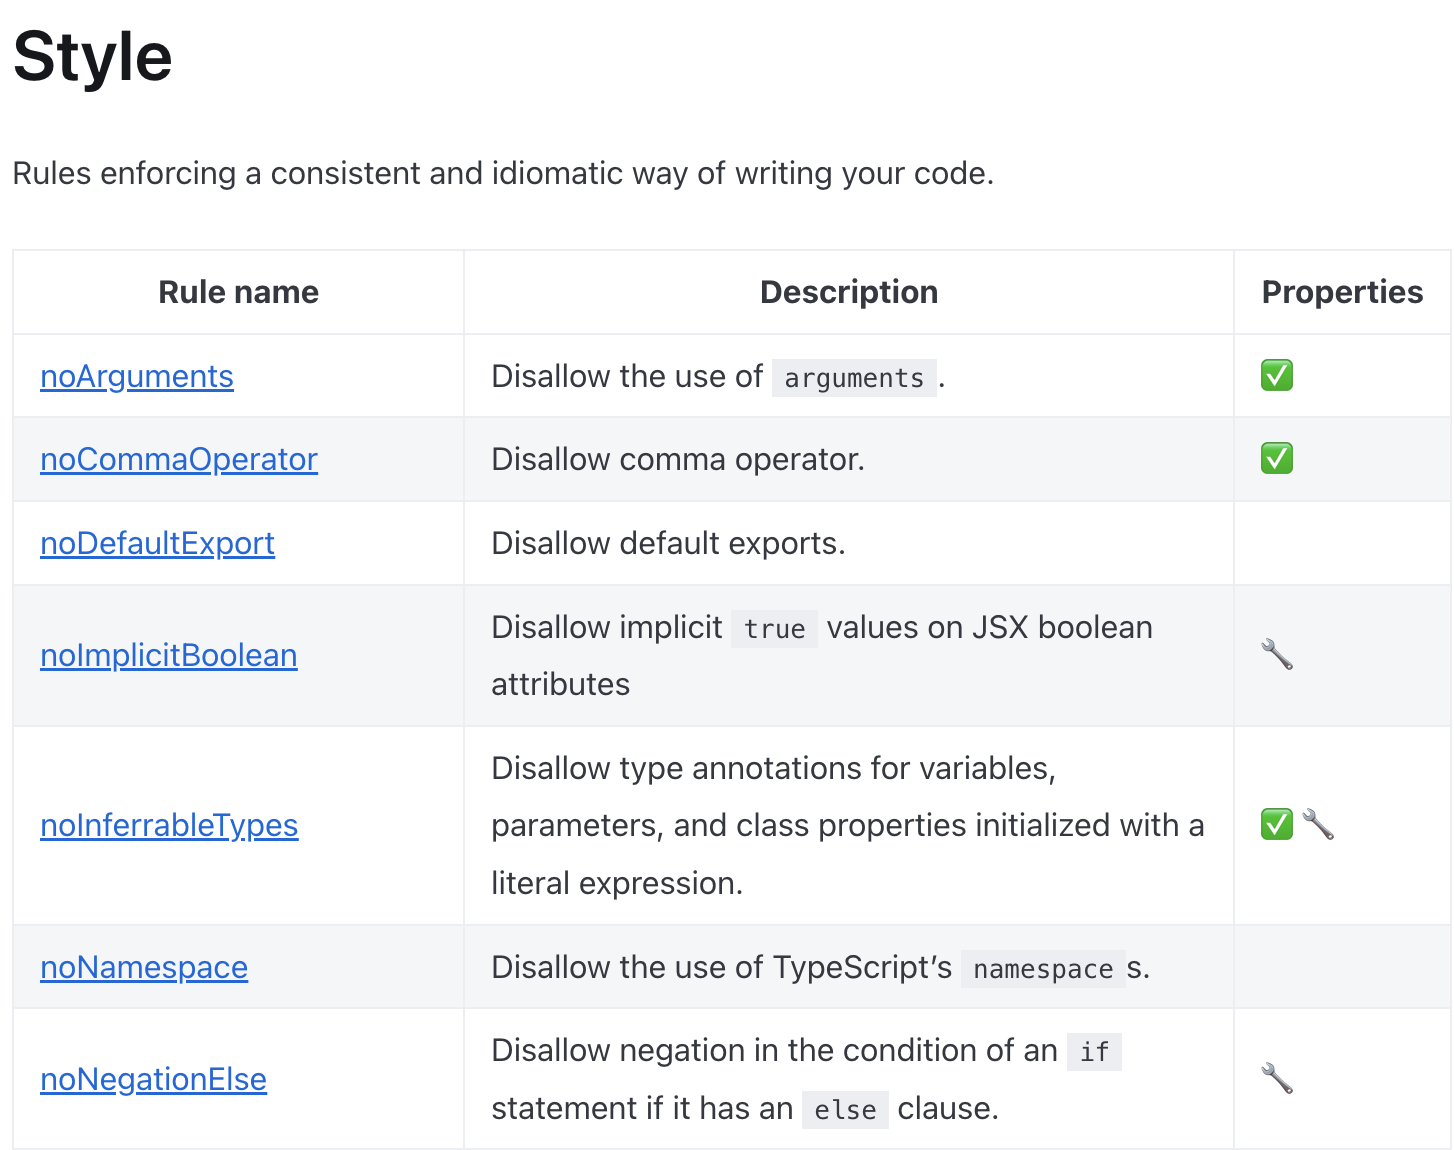 Style
Rules enforcing a consistent and idiomatic way of writing your code.
Rule name Description Properties
noArguments Disallow the use of arguments. ✅
noCommaOperator Disallow comma operator. ✅
noDefaultExport Disallow default exports.
noImplicitBoolean Disallow implicit true values on JSX boolean
attributes 🔧
noInferrableTypes Disallow type annotations for variables,
parameters, and class properties initialized with a
literal expression. ✅🔧
noNamespace Disallow the use of TypeScript’s namespaces.
noNegationElse Disallow negation in the condition of an if
statement if it has an else clause. 🔧